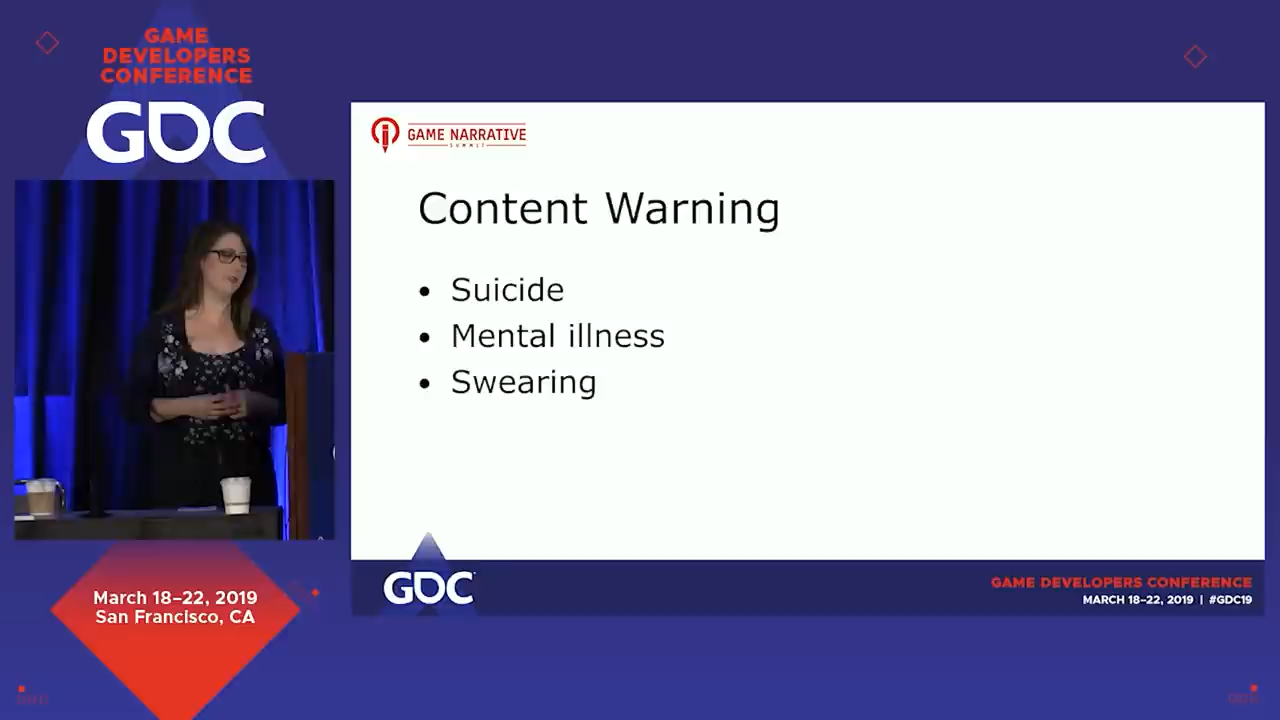 GAME
DEVELOPERS
CONFERENCE
GDC
GAME NARRATIVE
SUMMIT
Content Warning
• Suicide
• Mental illness
• Swearing
GDC
GAME DEVELOPERS CONFERENCE
MARCH 18–22, 2019 | #GDC19
March 18–22, 2019
San Francisco, CA